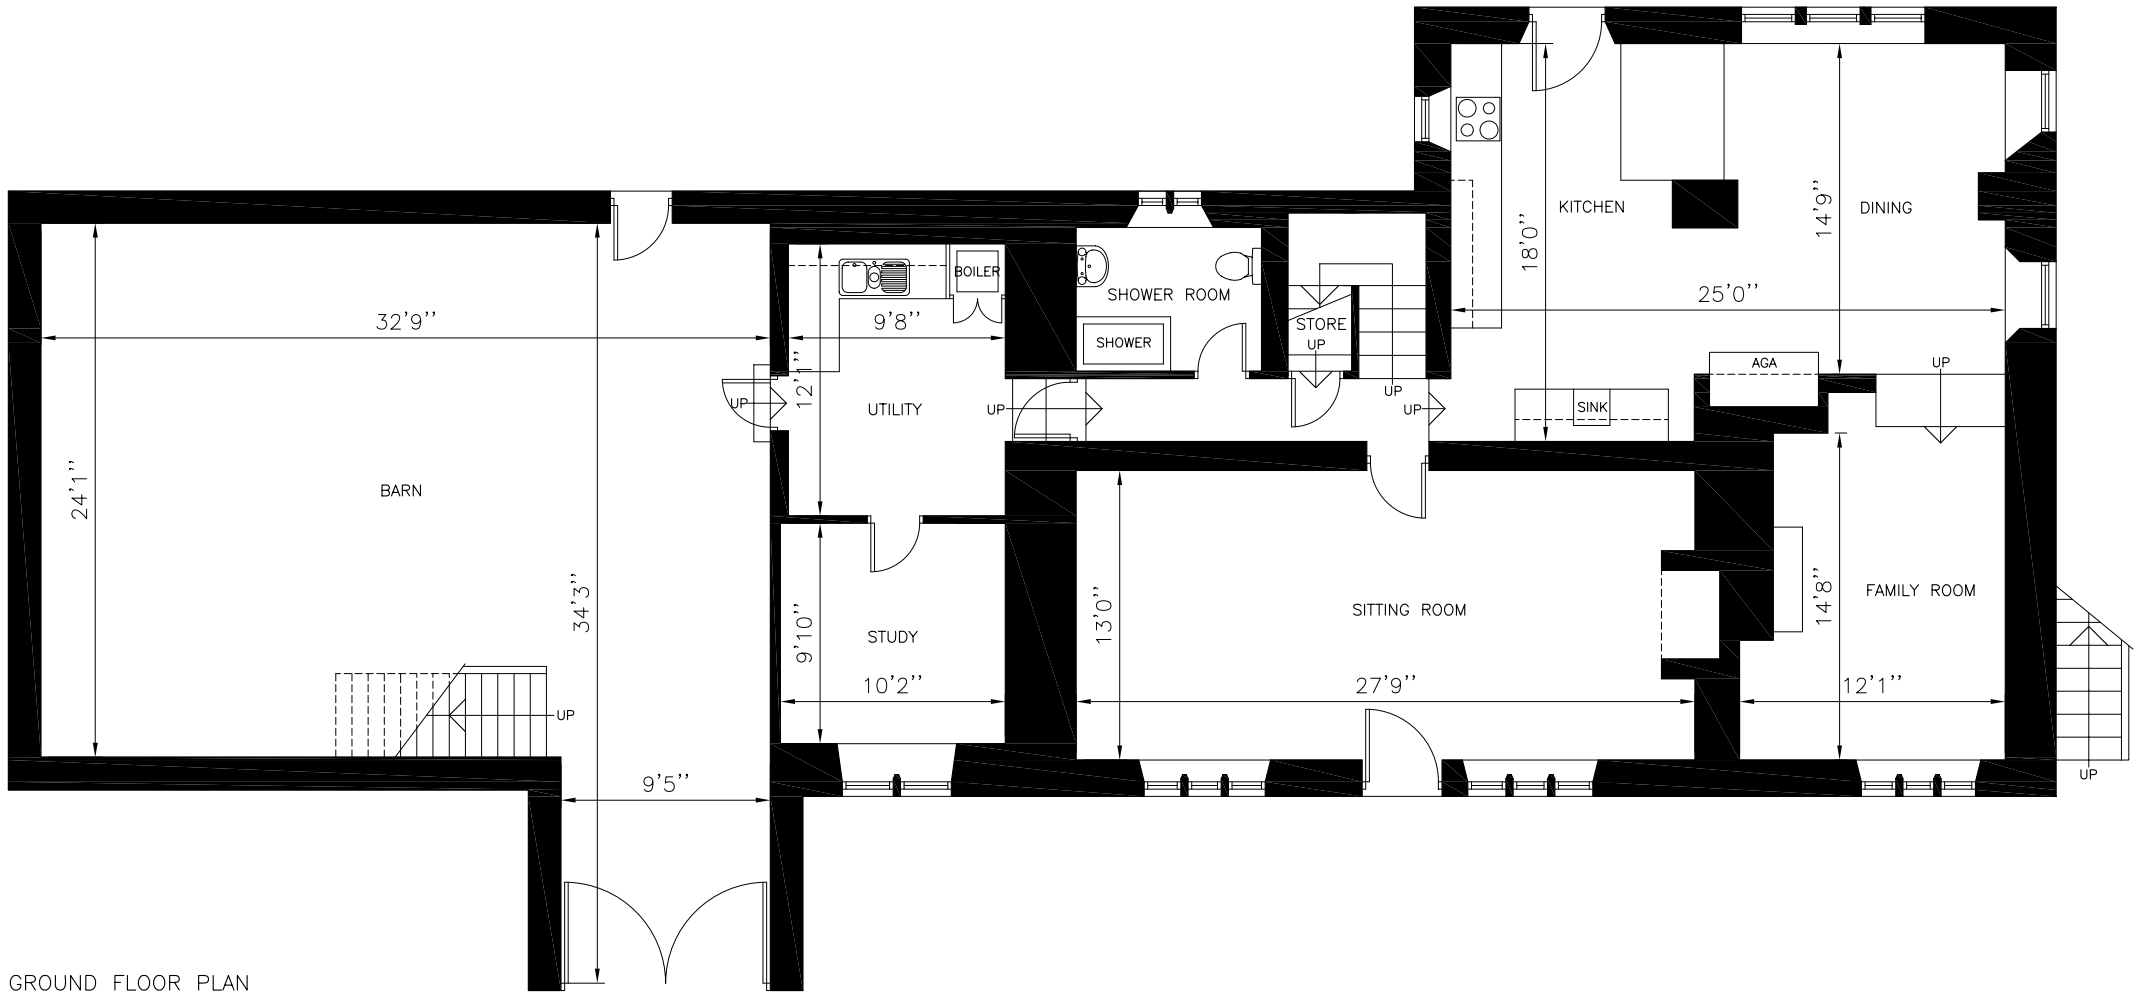 KITCHEN
DINING
14'9''
18'0''
25'0''
BOILER
SHOWER ROOM
SHOWER
STORE
UP
UP
UP
32'9''
9'8''
12'1''
UP
UTILITY
UP
SINK
AGA
UP
24'1''
BARN
34'3''
9'10''
STUDY
10'2''
13'0''
SITTING ROOM
27'9''
14'8''
FAMILY ROOM
12'1''
UP
9'5''
UP
GROUND FLOOR PLAN